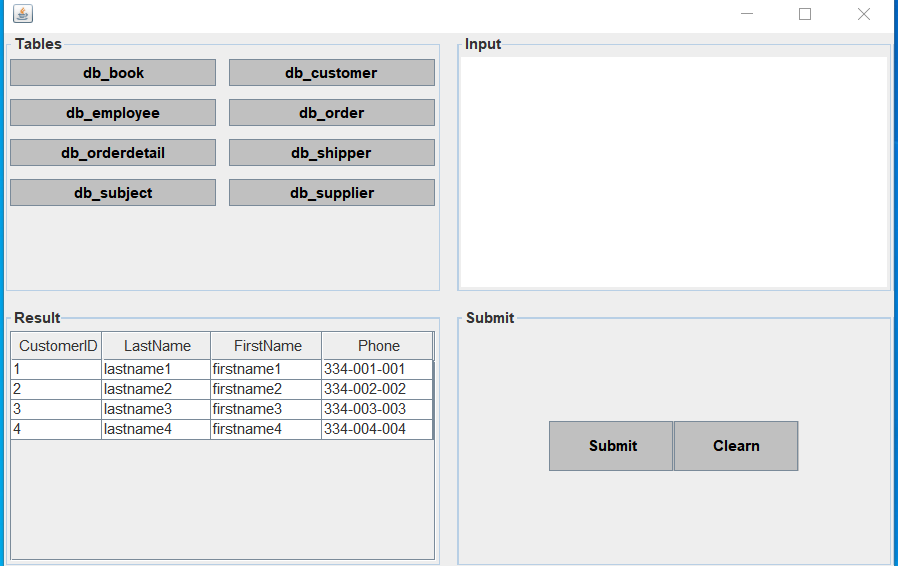 Tables
db_book db_customer
db_employee db_order
db_orderdetail db_shipper
db_subject db_supplier
Input
Result
CustomerID LastName FirstName Phone
1 lastname1 firstname1 334-001-001
2 lastname2 firstname2 334-002-002
3 lastname3 firstname3 334-003-003
4 lastname4 firstname4 334-004-004
Submit
Submit Clearn